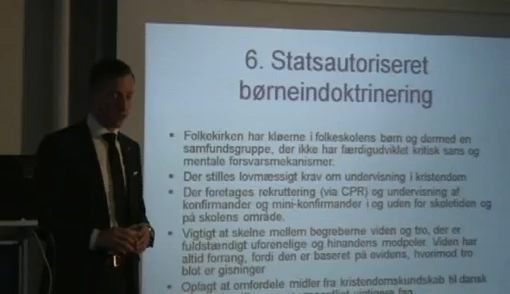 6. Statsautoriseret
børneindoktrinering
▪ Folkekirken har kløerne i folkeskolens børn og dermed en
samfundsgruppe, der ikke har færdigudviklet kritisk sans og
mentale forsvarsmekanismer.
▪ Der stilles lovmæssigt krav om undervisning i kristendom
▪ Der foretages rekruttering (via CPR) og undervisning af
konfirmander og mini-konfirmander i og uden for skoletiden og
på skolens område.
▪ Vigtigt at skelne mellem begreberne viden og tro, der er
fuldstændigt uforenelige og hinandens modpoler. Viden har
altid forrang, fordi den er baseret på evidens, hvorimod tro
blot er gisninger
▪ Oplagt at omfordele midler fra kristendomskundskab til dansk